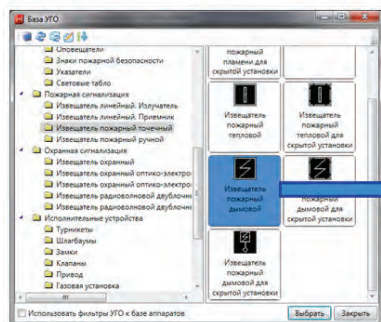 База УГО
Оповещатели
Знаки пожарной безопасности
Указатели
Световые табло
Пожарная сигнализация
Извещатель линейный. Излучатель
Извещатель линейный. Приемник
Извещатель пожарный точечный
Извещатель пожарный ручной
Охранная сигнализация
Извещатель охранный
Извещатель охранный оптико-электро
Извещатель охранный оптико-электро
Извещатель радиоволновой двублочн
Извещатель радиоволновой двублочн
Исполнительные устройства
Турникеты
Шлагбаумы
Замки
Клапаны
Привод
Газовая установка
пожарный
пламени для
скрытой установки
Извещатель
пожарный
тепловой
Извещатель
пожарный
тепловой для
скрытой установки
Извещатель
пожарный
дымовой
Извещатель
пожарный
дымовой для
скрытой установки
Извещатель
пожарный
дымовой для
скрытой установки
Использовать фильтры УГО к базе аппаратов
Выбрать
Закрыть